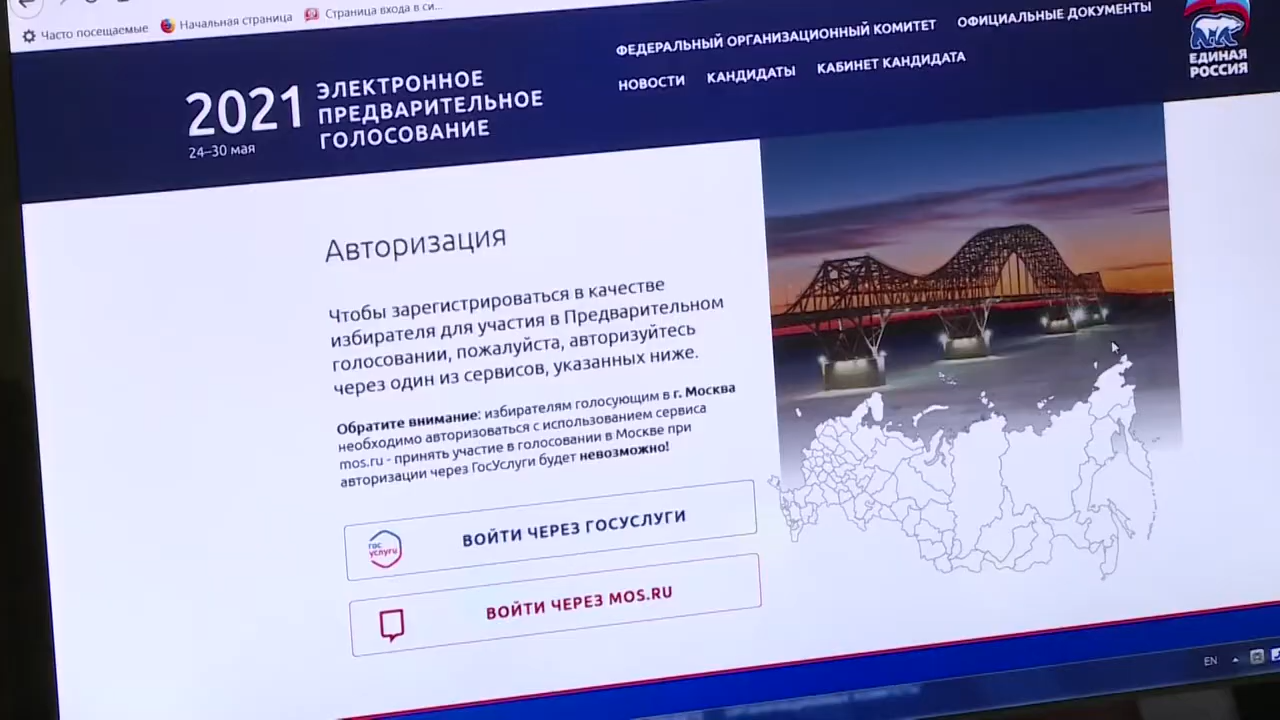 Часто посещаемые
Начальная страница
Страница входа в си...
2021
24–30 мая
ЭЛЕКТРОННОЕ
ПРЕДВАРИТЕЛЬНОЕ
ГОЛОСОВАНИЕ
ФЕДЕРАЛЬНЫЙ ОРГАНИЗАЦИОННЫЙ КОМИТЕТ
ОФИЦИАЛЬНЫЕ ДОКУМЕНТЫ
НОВОСТИ
КАНДИДАТЫ
КАБИНЕТ КАНДИДАТА
ЕДИНАЯ
РОССИЯ
Авторизация
Чтобы зарегистрироваться в качестве
избирателя для участия в Предварительном
голосовании, пожалуйста, авторизуйтесь
через один из сервисов, указанных ниже.
Обратите внимание: избирателям голосующим в г. Москва
необходимо авторизоваться с использованием сервиса
mos.ru - принять участие в голосовании в Москве при
авторизации через ГосУслуги будет невозможно!
гос
услуги
ВОЙТИ ЧЕРЕЗ ГОСУСЛУГИ
ВОЙТИ ЧЕРЕЗ MOS.RU
EN